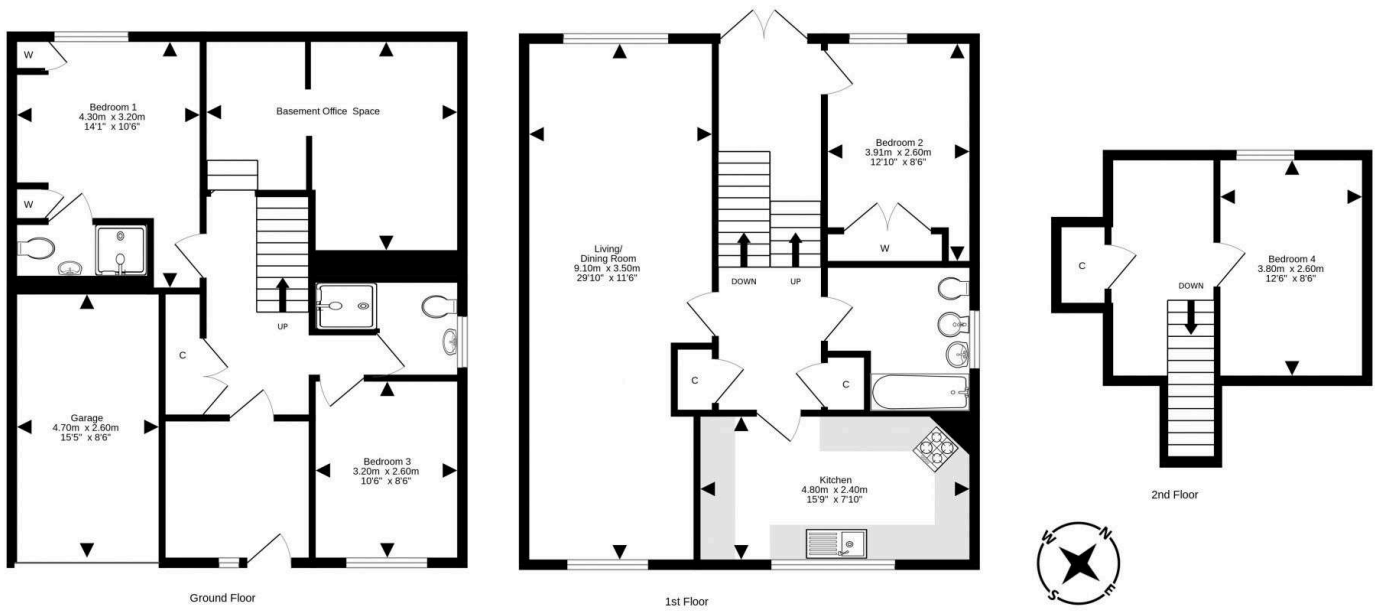 W
Bedroom 1
4.30m x 3.20m
14'1" x 10'6"
W
Basement Office Space
UP
C
Garage
4.70m x 2.60m
15'5" x 8'6"
Bedroom 3
3.20m x 2.60m
10'6" x 8'6"
Ground Floor
Living/
Dining Room
9.10m x 3.50m
29'10" x 11'6"
Bedroom 2
3.91m x 2.60m
12'10" x 8'6"
W
DOWN
UP
C
C
Kitchen
4.80m x 2.40m
15'9" x 7'10"
1st Floor
C
Bedroom 4
3.80m x 2.60m
12'6" x 8'6"
DOWN
2nd Floor
N
E
S
W